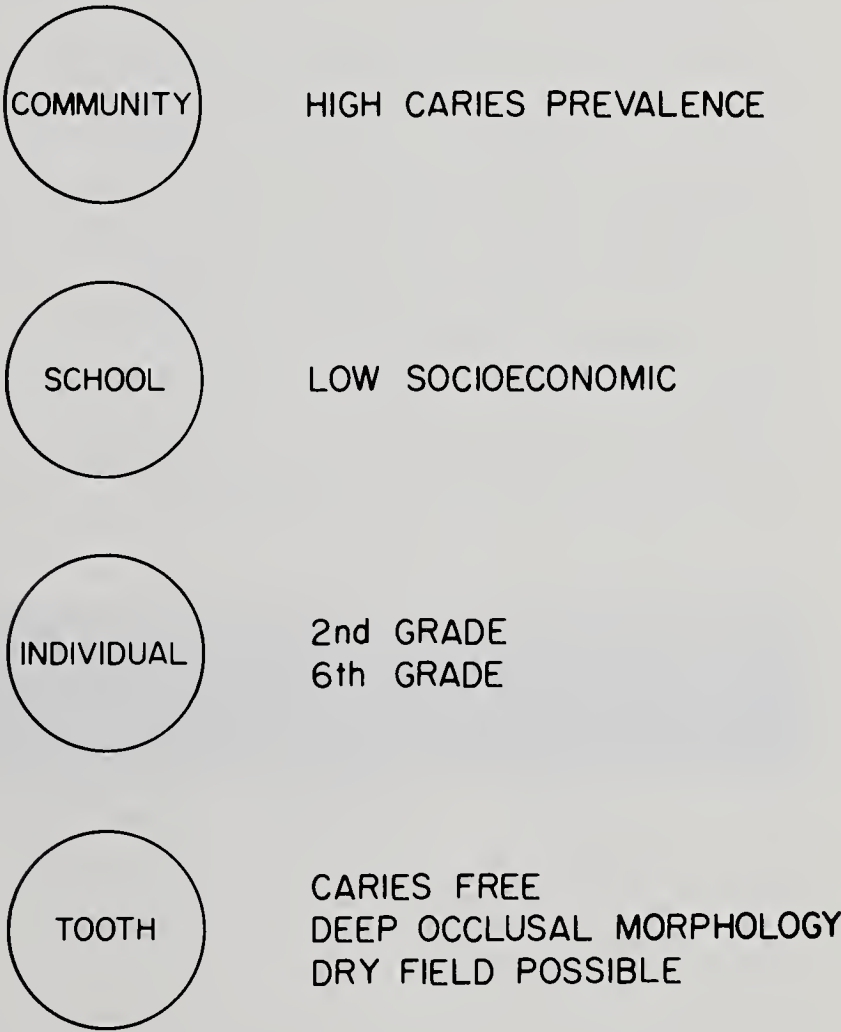 COMMUNITY HIGH CARIES PREVALENCE
SCHOOL LOW SOCIOECONOMIC
INDIVIDUAL
2nd GRADE
6th GRADE
TOOTH
CARIES FREE
DEEP OCCLUSAL MORPHOLOGY
DRY FIELD POSSIBLE